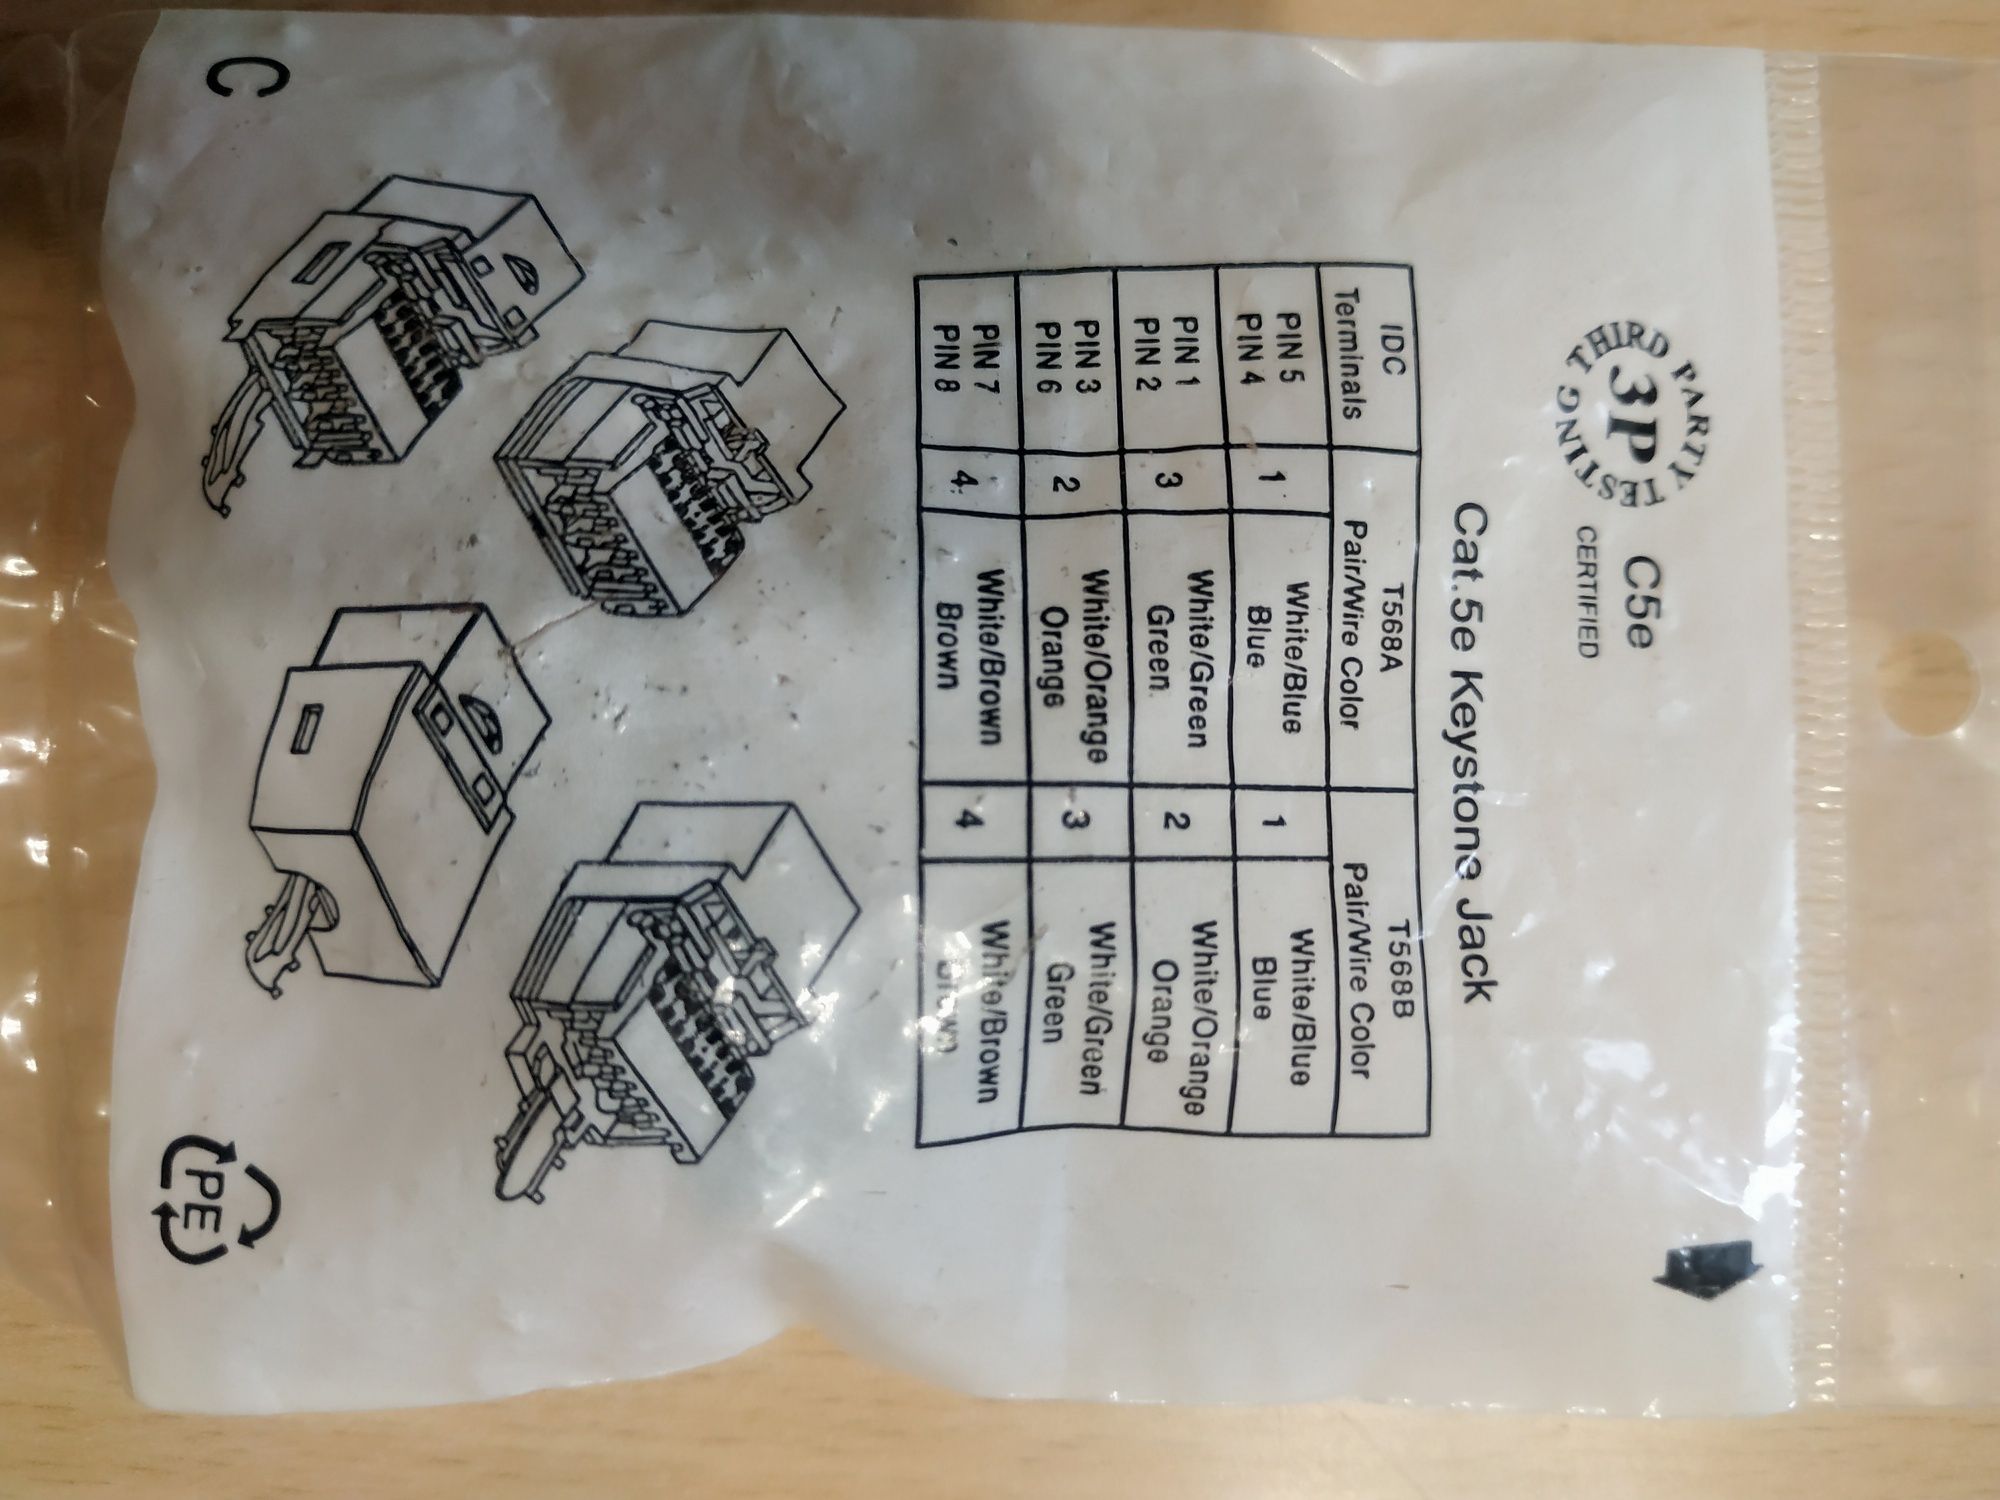 THIRD PARTY TESTING
3P
C5e
CERTIFIED
Cat.5e Keystone Jack
IDC Terminals
T568A Pair/Wire Color
T568B Pair/Wire Color
PIN 5 1 White/Blue 1 White/Blue
PIN 4 Blue Blue
PIN 1 3 White/Green 2 White/Orange
PIN 2 Green Orange
PIN 3 2 White/Orange 3 White/Green
PIN 6 Orange Green
PIN 7 4 White/Brown 4 White/Brown
PIN 8 Brown Brown
C
PE